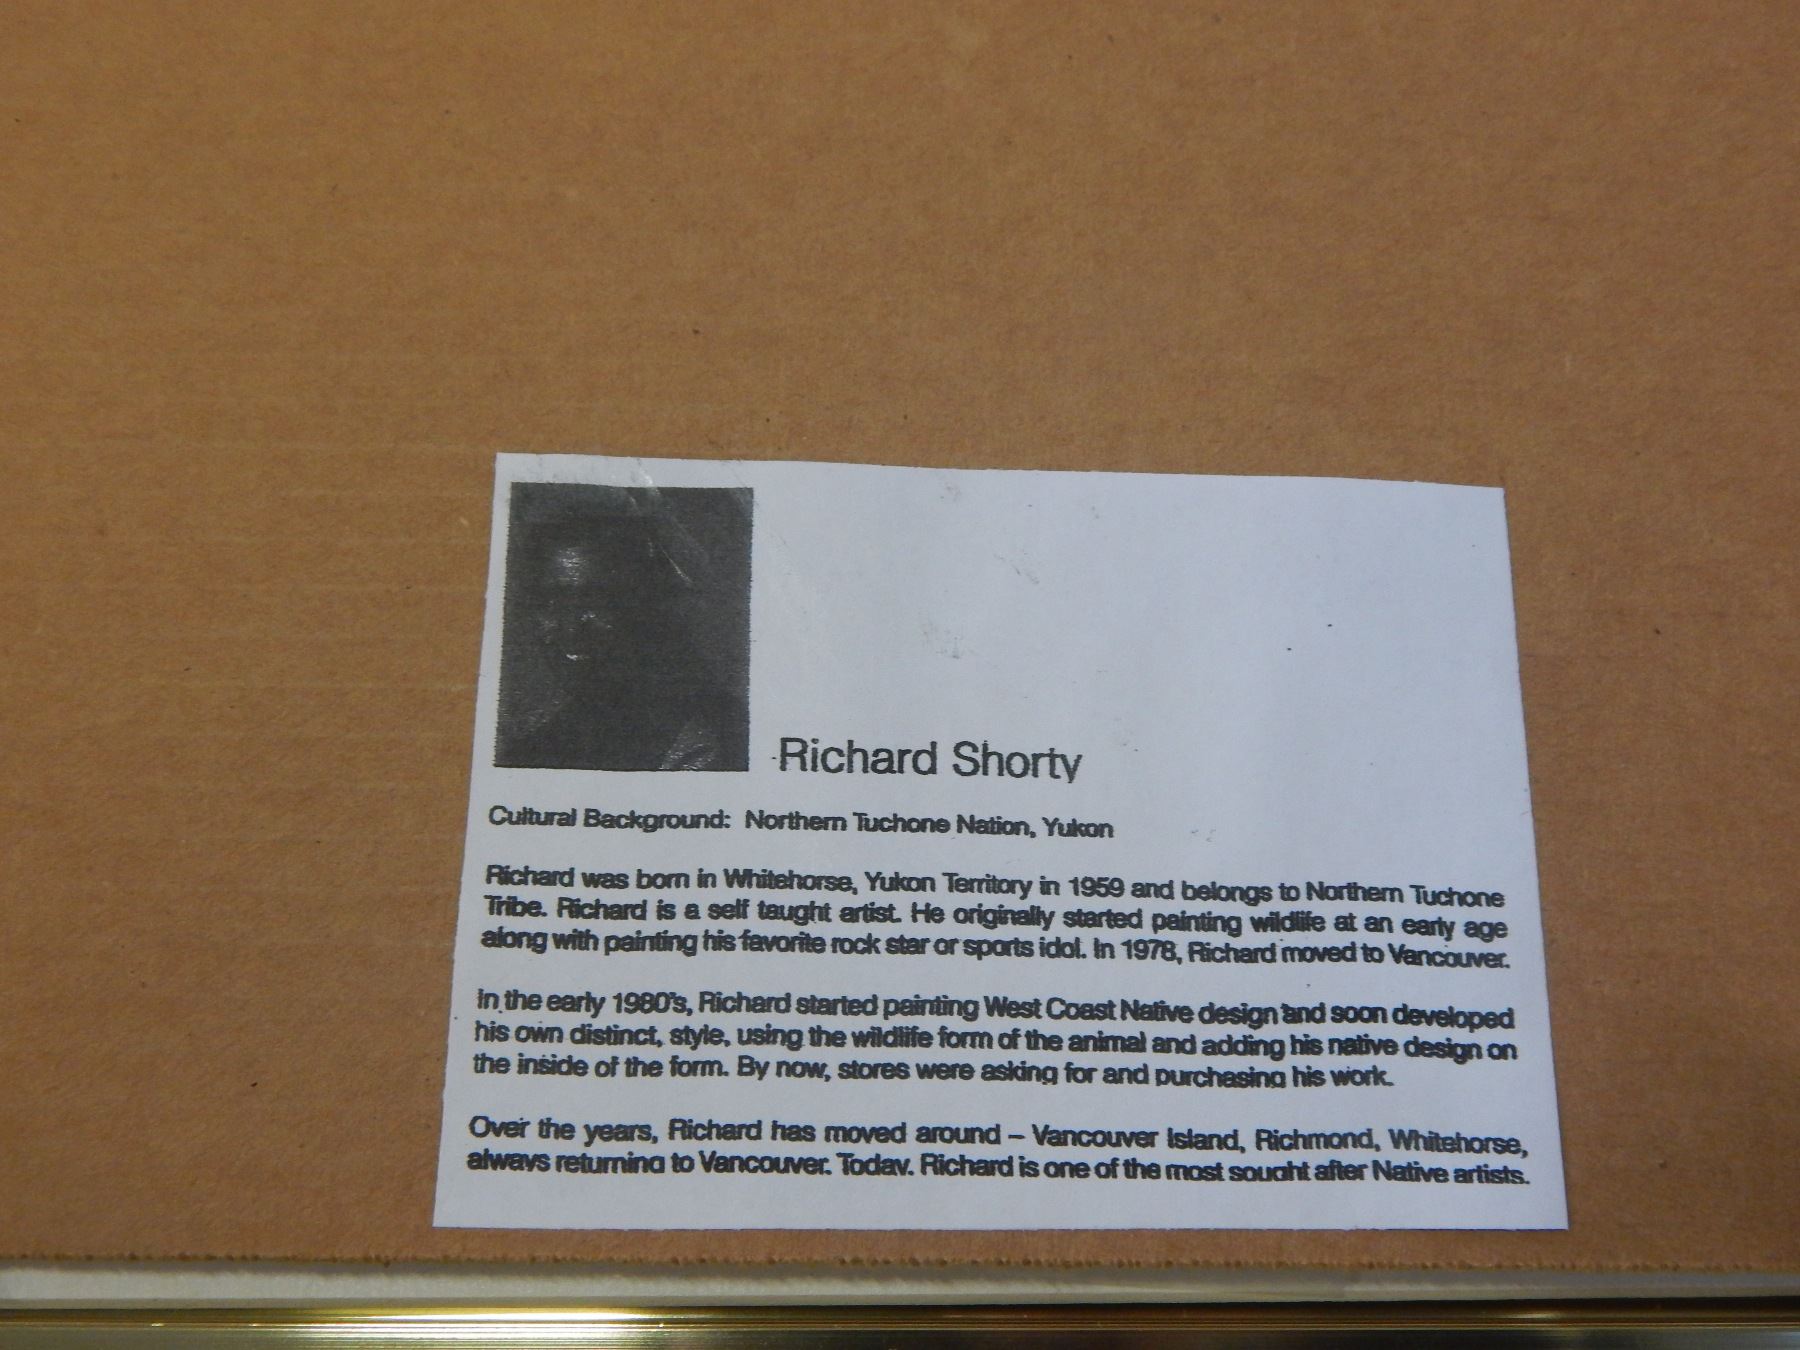 Richard Shorty
Cultural Background: Northern Tuchone Nation, Yukon
Richard was born in Whitehorse, Yukon Territory in 1959 and belongs to Northern Tuchone
Tribe. Richard is a self taught artist. He originally started painting wildlife at an early age
along with painting his favorite rock star or sports idol. In 1978, Richard moved to Vancouver.
In the early 1980's, Richard started painting West Coast Native design and soon developed
his own distinct, style, using the wildlife form of the animal and adding his native design on
the inside of the form. By now, stores were asking for and purchasing his work.
Over the years, Richard has moved around – Vancouver Island, Richmond, Whitehorse,
always returning to Vancouver. Today. Richard is one of the most sought after Native artists.